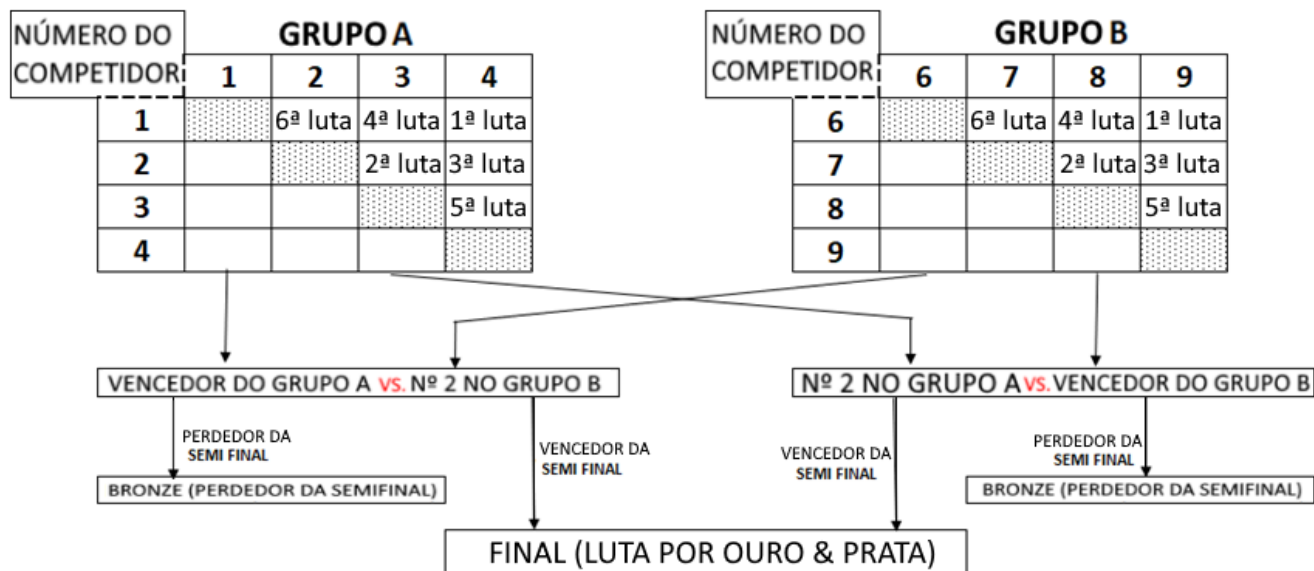 NÚMERO DO
COMPETIDOR
GRUPO A
1 2 3 4
1 6ª luta 4ª luta 1ª luta
2 2ª luta 3ª luta
3 5ª luta
4
NÚMERO DO
COMPETIDOR
GRUPO B
6 7 8 9
6 6ª luta 4ª luta 1ª luta
7 2ª luta 3ª luta
8 5ª luta
9
VENCEDOR DO GRUPO A VS. Nº 2 NO GRUPO B
Nº 2 NO GRUPO A VS. VENCEDOR DO GRUPO B
PERDEDOR DA
SEMI FINAL
VENCEDOR DA
SEMI FINAL
VENCEDOR DA
SEMI FINAL
PERDEDOR DA
SEMI FINAL
BRONZE (PERDEDOR DA SEMIFINAL)
BRONZE (PERDEDOR DA SEMIFINAL)
FINAL (LUTA POR OURO & PRATA)